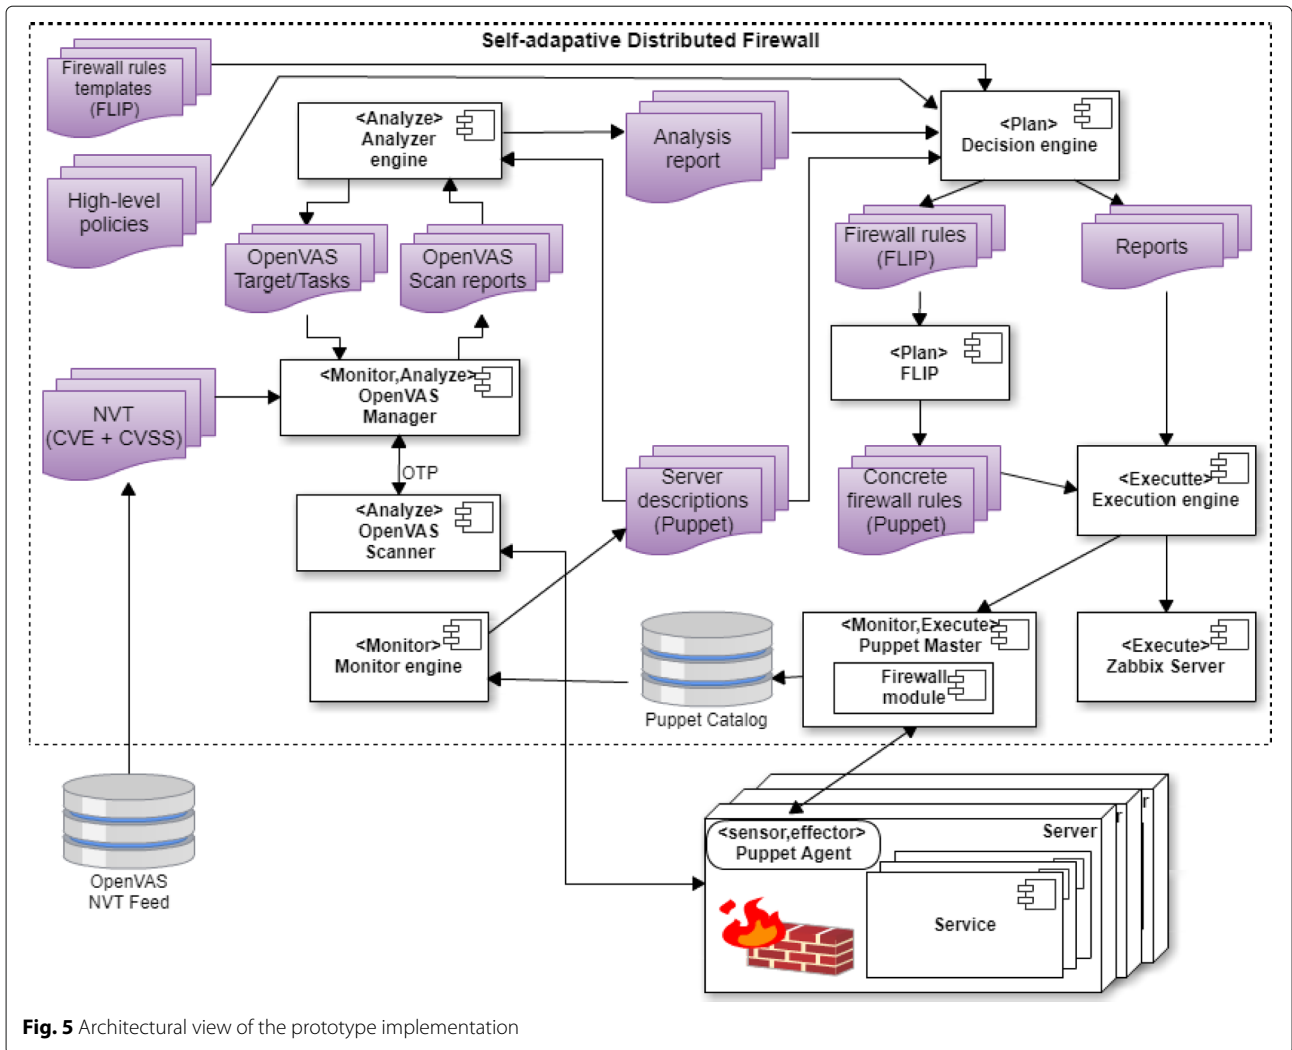 Self-adapative Distributed Firewall
Firewall rules
templates
(FLIP)
<Analyze>
Analyzer
engine
Analysis
report
<Plan>
Decision engine
High-level
policies
OpenVAS
Target/Tasks
OpenVAS
Scan reports
Firewall rules
(FLIP)
Reports
<Plan>
FLIP
<Monitor,Analyze>
OpenVAS
Manager
NVT
(CVE + CVSS)
OTP
Server
descriptions
(Puppet)
Concrete
firewall rules
(Puppet)
<Executte>
Execution engine
<Analyze>
OpenVAS
Scanner
<Monitor>
Monitor engine
Puppet Catalog
<Monitor,Execute>
Puppet Master
Firewall
module
<Execute>
Zabbix Server
OpenVAS
NVT Feed
<sensor,effector>
Puppet Agent
Server
r
r
Service
Fig. 5 Architectural view of the prototype implementation